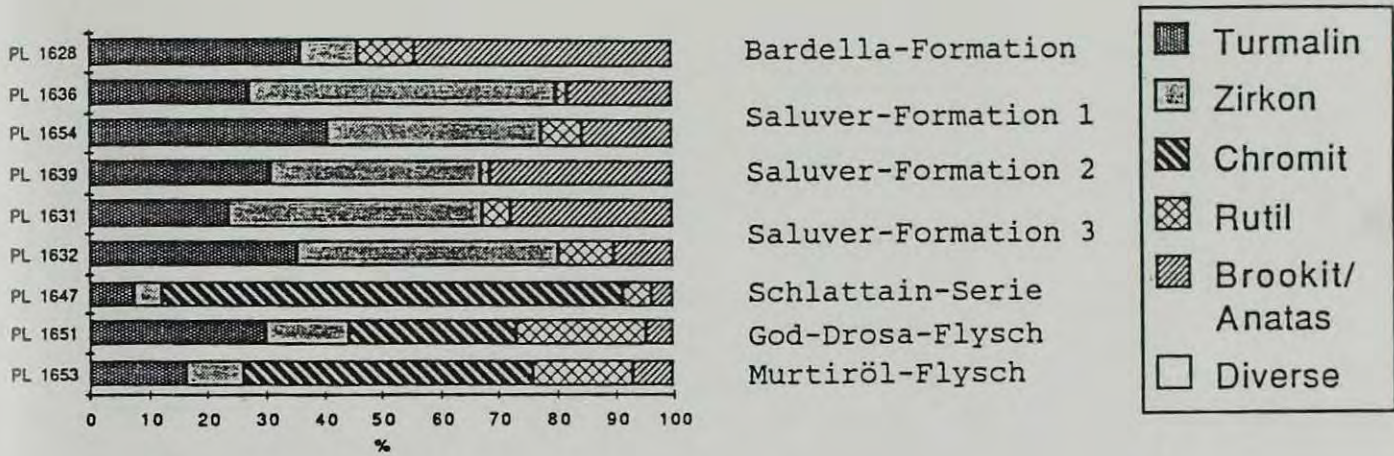 PL 1628 Bardella-Formation
PL 1636
Saluver-Formation 1
PL 1654
PL 1639 Saluver-Formation 2
PL 1631
Saluver-Formation 3
PL 1632
PL 1647 Schlattain-Serie
PL 1651 God-Drosa-Flysch
PL 1653 Murtiröl-Flysch
0 10 20 30 40 50 60 70 80 90 100
%
Turmalin
Zirkon
Chromit
Rutil
Brookit/
Anatas
Diverse